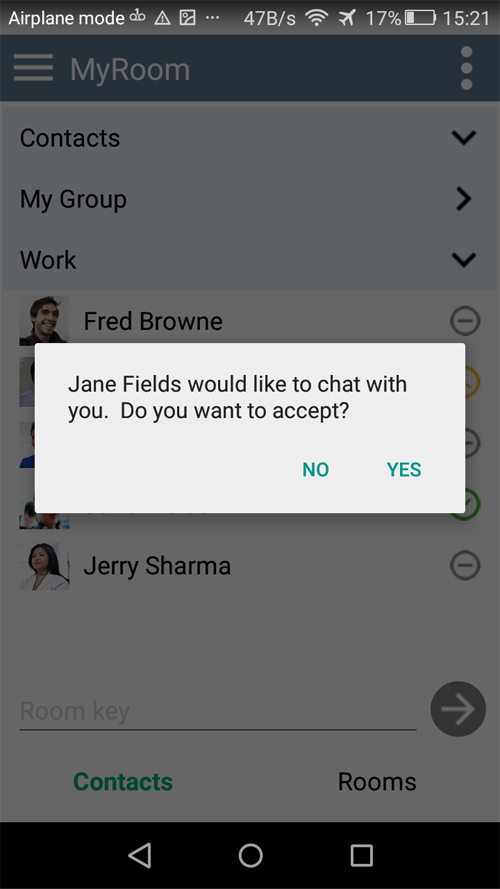 Airplane mode ... 47B/s 17% 15:21
MyRoom
Contacts
My Group
Work
Fred Browne
Jane Fields would like to chat with
you. Do you want to accept?
NO YES
Jerry Sharma
Room key
Contacts Rooms